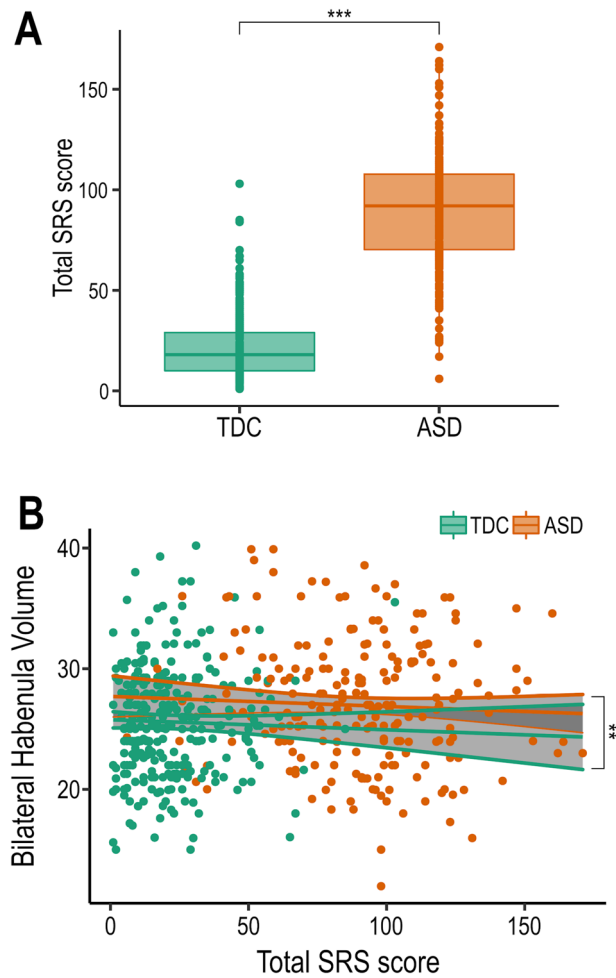 A
***
Total SRS score
150
100
50
0
TDC
ASD
B
TDC
ASD
Bilateral Habenula Volume
40
30
20
**
0
50
100
150
Total SRS score